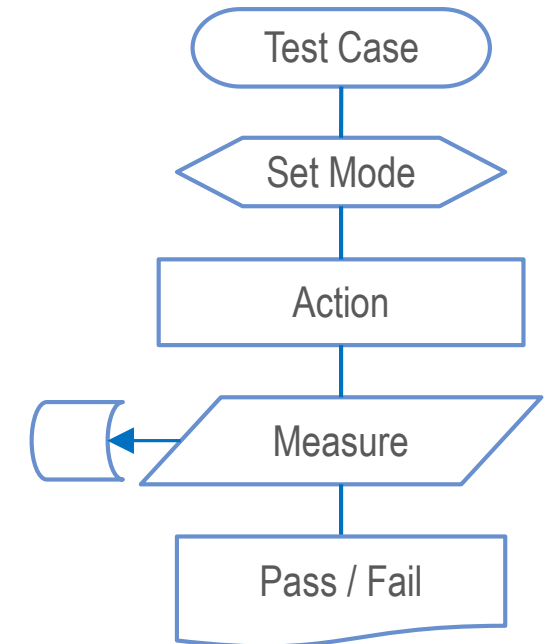 Test Case
Set Mode
Action
Measure
Pass / Fail